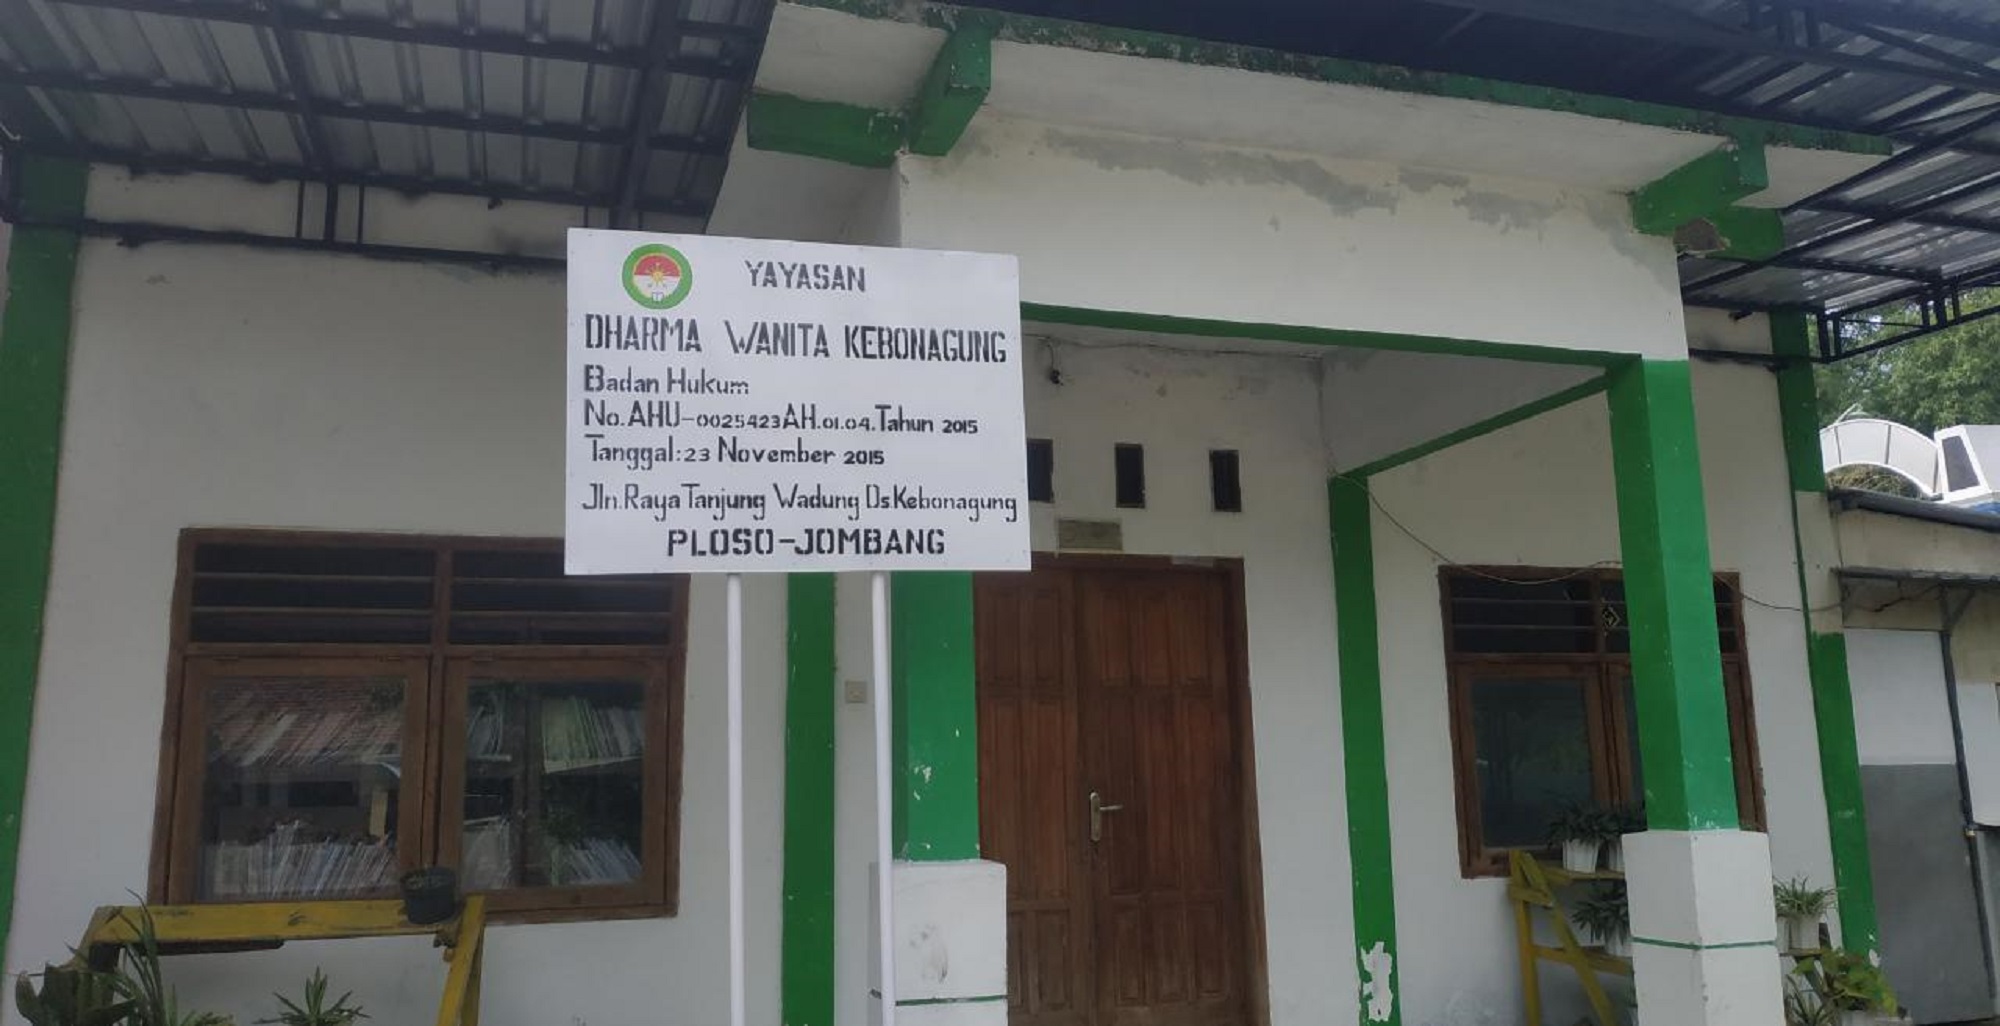 YAYASAN
DHARMA WANITA KEBONAGUNG
Badan Hukum
No.AHU-0025423AH.01.04.Tahun 2015
Tanggal:23 November 2015
Jln.Raya Tanjung Wadung Ds.Kebonagung
PLOSO-JOMBANG